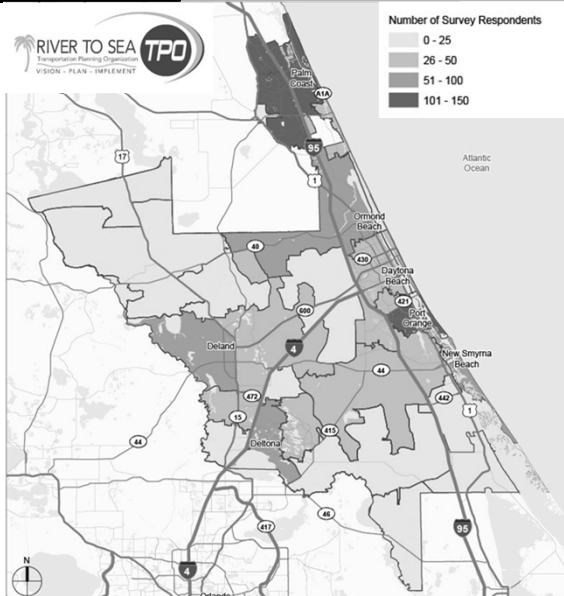 RIVER TO SEA
TPO
Transportation Planning Organization
VISION - PLAN - IMPLEMENT
Number of Survey Respondents
0 - 25
26 - 50
51 - 100
101 - 150
Palm
Coast
A1A
95
17
1
Atlantic
Ocean
Ormond
Beach
40
430
Daytona
Beach
421
600
Port
Orange
Deland
4
New Smyrna
Beach
44
472
442
1
15
415
44
Deltona
46
417
95
N
4
Orlando